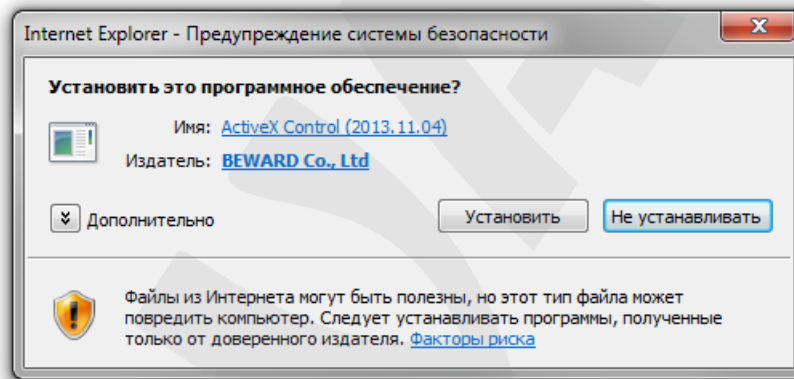 Internet Explorer - Предупреждение системы безопасности
Установить это программное обеспечение?
Имя: ActiveX Control (2013.11.04)
Издатель: BEWARD Co., Ltd
Дополнительно
Установить
Не устанавливать
Файлы из Интернета могут быть полезны, но этот тип файла может
повредить компьютер. Следует устанавливать программы, полученные
только от доверенного издателя. Факторы риска